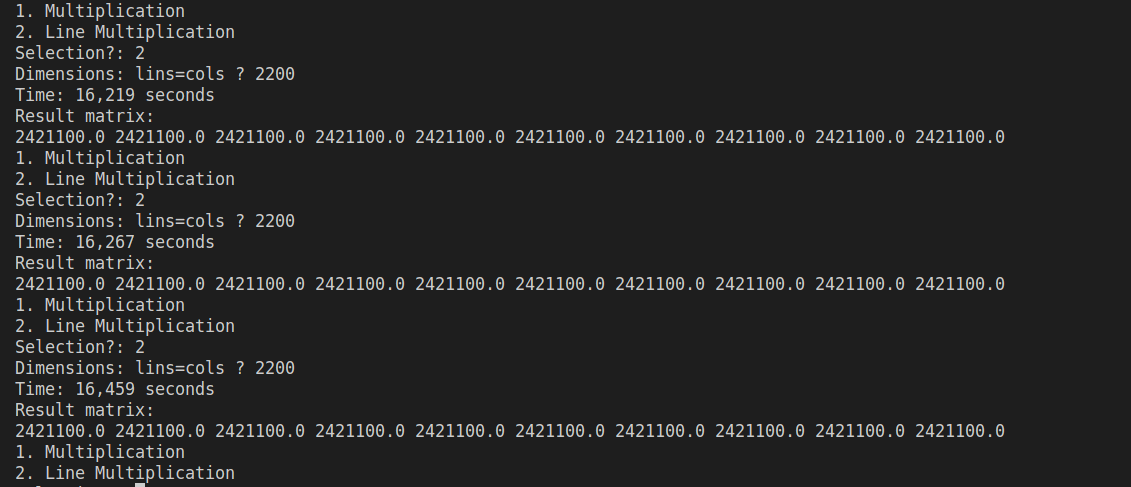 1. Multiplication
2. Line Multiplication
Selection?: 2
Dimensions: lins=cols ? 2200
Time: 16,219 seconds
Result matrix:
2421100.0 2421100.0 2421100.0 2421100.0 2421100.0 2421100.0 2421100.0 2421100.0 2421100.0 2421100.0
1. Multiplication
2. Line Multiplication
Selection?: 2
Dimensions: lins=cols ? 2200
Time: 16,267 seconds
Result matrix:
2421100.0 2421100.0 2421100.0 2421100.0 2421100.0 2421100.0 2421100.0 2421100.0 2421100.0 2421100.0
1. Multiplication
2. Line Multiplication
Selection?: 2
Dimensions: lins=cols ? 2200
Time: 16,459 seconds
Result matrix:
2421100.0 2421100.0 2421100.0 2421100.0 2421100.0 2421100.0 2421100.0 2421100.0 2421100.0 2421100.0
1. Multiplication
2. Line Multiplication